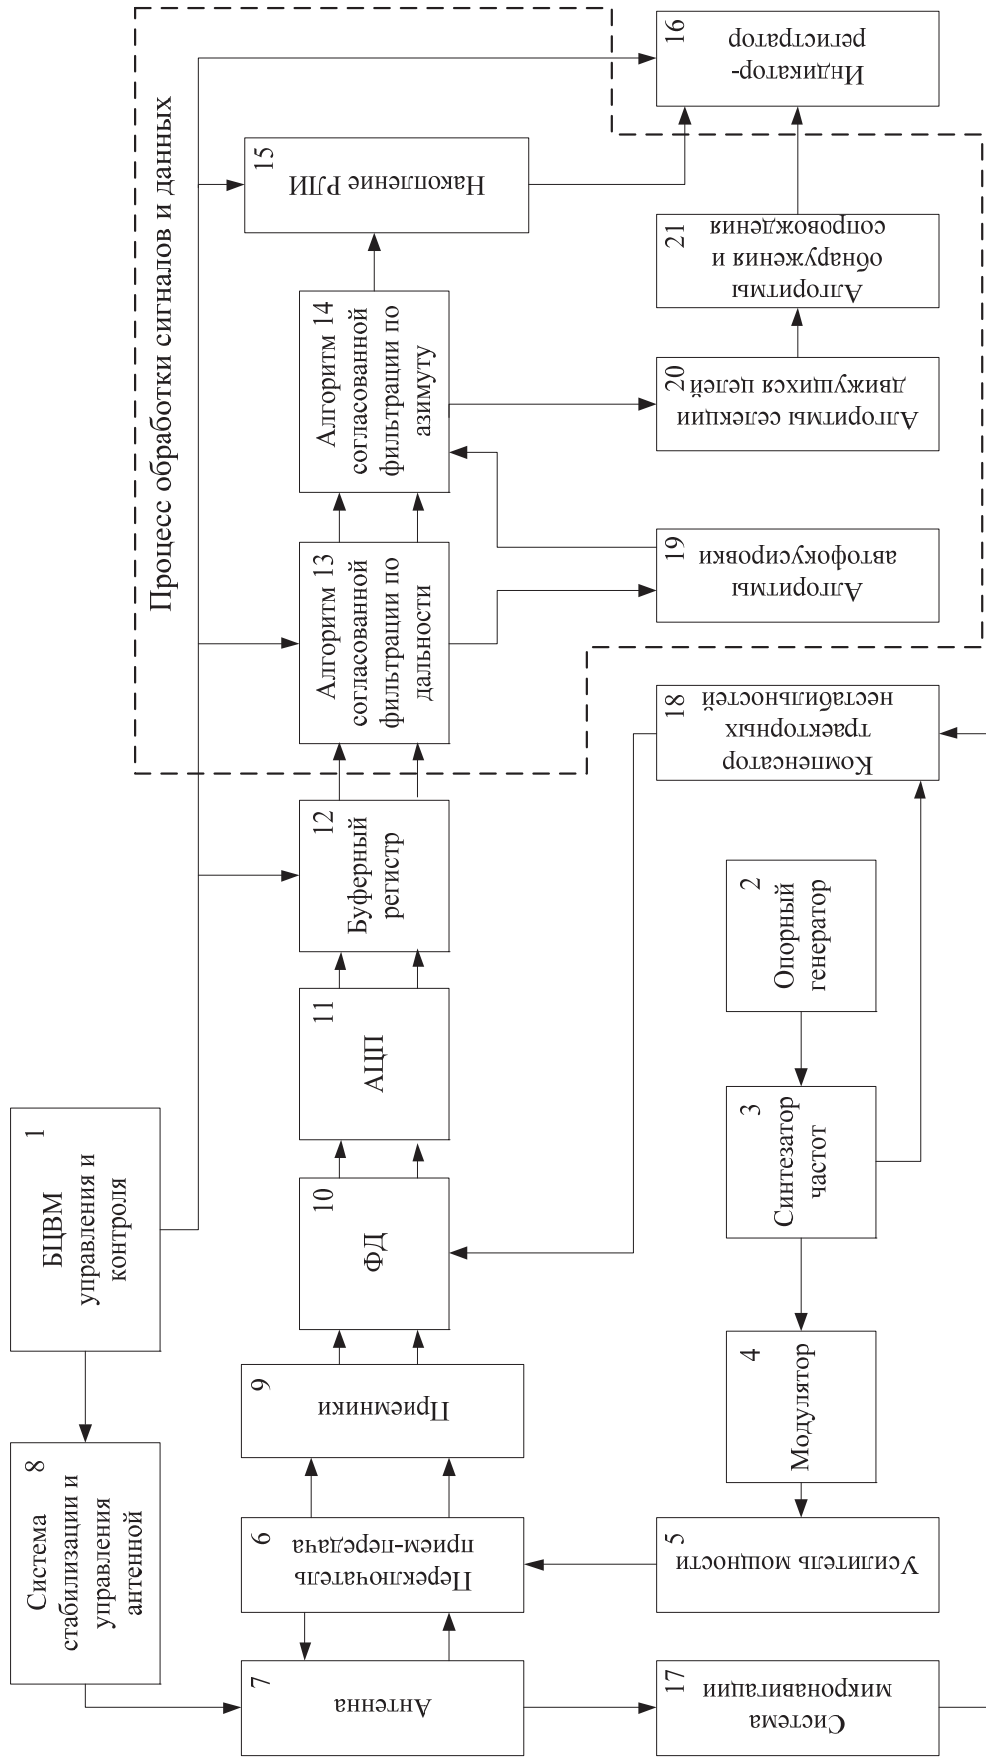 Процесс обработки сигналов и данных
16
Индикатор-
регистратор
15
Накопление РЛИ
21
Алгоритмы
обнаружения и
сопровождения
Алгоритм 14
согласованной
фильтрации по
азимуту
20
Алгоритмы селекции
движущихся целей
Алгоритм 13
согласованной
фильтрации по
дальности
19
Алгоритмы
автофокусировки
18
Компенсатор
траекторных
нестабильностей
12
Буферный
регистр
2
Опорный
генератор
11
АЦП
3
Синтезатор
частот
1
БЦВМ
управления и
контроля
10
ФД
4
Модулятор
9
Приемники
8
Система
стабилизации и
управления
антенной
6
Переключатель
прием-передача
5
Усилитель мощности
7
Антенна
17
Система
микронавигации